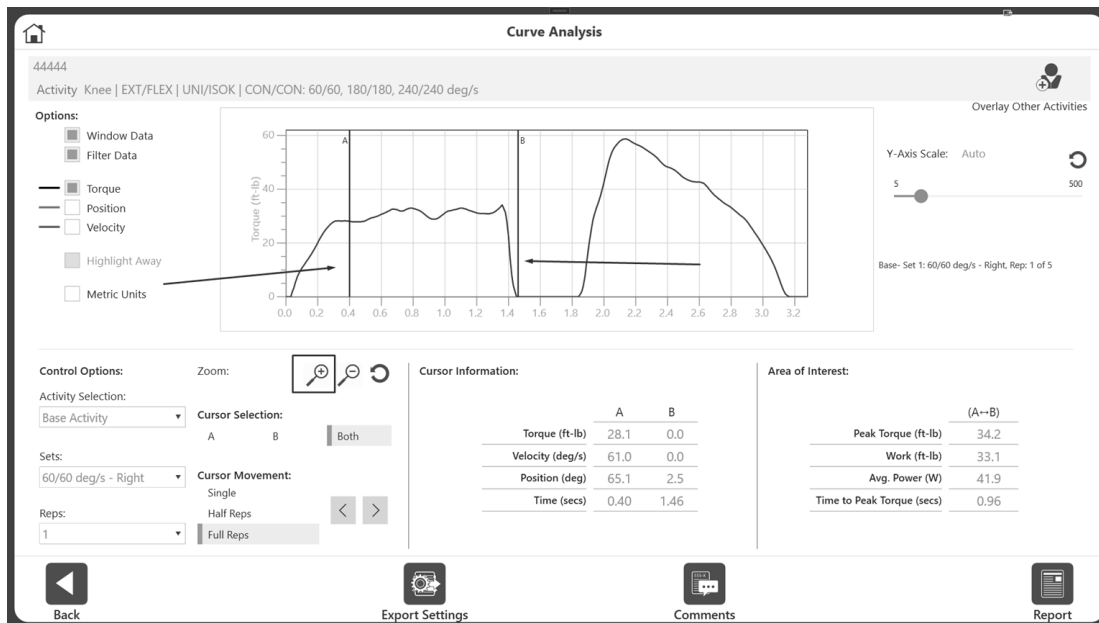 Curve Analysis
44444
Activity Knee | EXT/FLEX | UNI/ISOK | CON/CON: 60/60, 180/180, 240/240 deg/s
Overlay Other Activities
Options:
Window Data
Filter Data
Torque
Position
Velocity
Highlight Away
Metric Units
Torque (ft-lb)
60
40
20
0
A
B
0.0 0.2 0.4 0.6 0.8 1.0 1.2 1.4 1.6 1.8 2.0 2.2 2.4 2.6 2.8 3.0 3.2
Y-Axis Scale: Auto
5 500
Base- Set 1: 60/60 deg/s - Right, Rep: 1 of 5
Control Options:
Activity Selection:
Base Activity
Sets:
60/60 deg/s - Right
Reps:
1
Zoom:
Cursor Selection:
A B Both
Cursor Movement:
Single
Half Reps
Full Reps
Cursor Information:
A B
Torque (ft-lb) 28.1 0.0
Velocity (deg/s) 61.0 0.0
Position (deg) 65.1 2.5
Time (secs) 0.40 1.46
Area of Interest:
(A↔B)
Peak Torque (ft-lb) 34.2
Work (ft-lb) 33.1
Avg. Power (W) 41.9
Time to Peak Torque (secs) 0.96
Back
Export Settings
Comments
Report